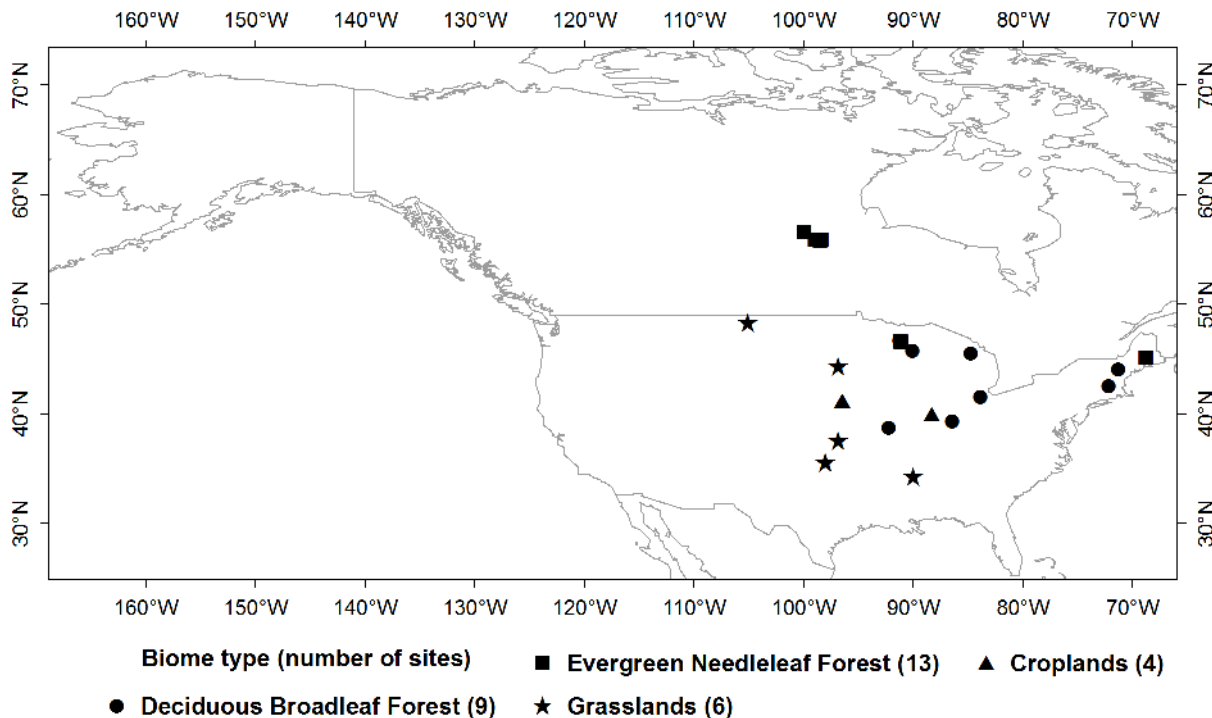 160°W 150°W 140°W 130°W 120°W 110°W 100°W 90°W 80°W 70°W
70°N 70°N
60°N 60°N
50°N 50°N
40°N 40°N
30°N 30°N
160°W 150°W 140°W 130°W 120°W 110°W 100°W 90°W 80°W 70°W
Biome type (number of sites) Evergreen Needleleaf Forest (13) Croplands (4)
Deciduous Broadleaf Forest (9) Grasslands (6)